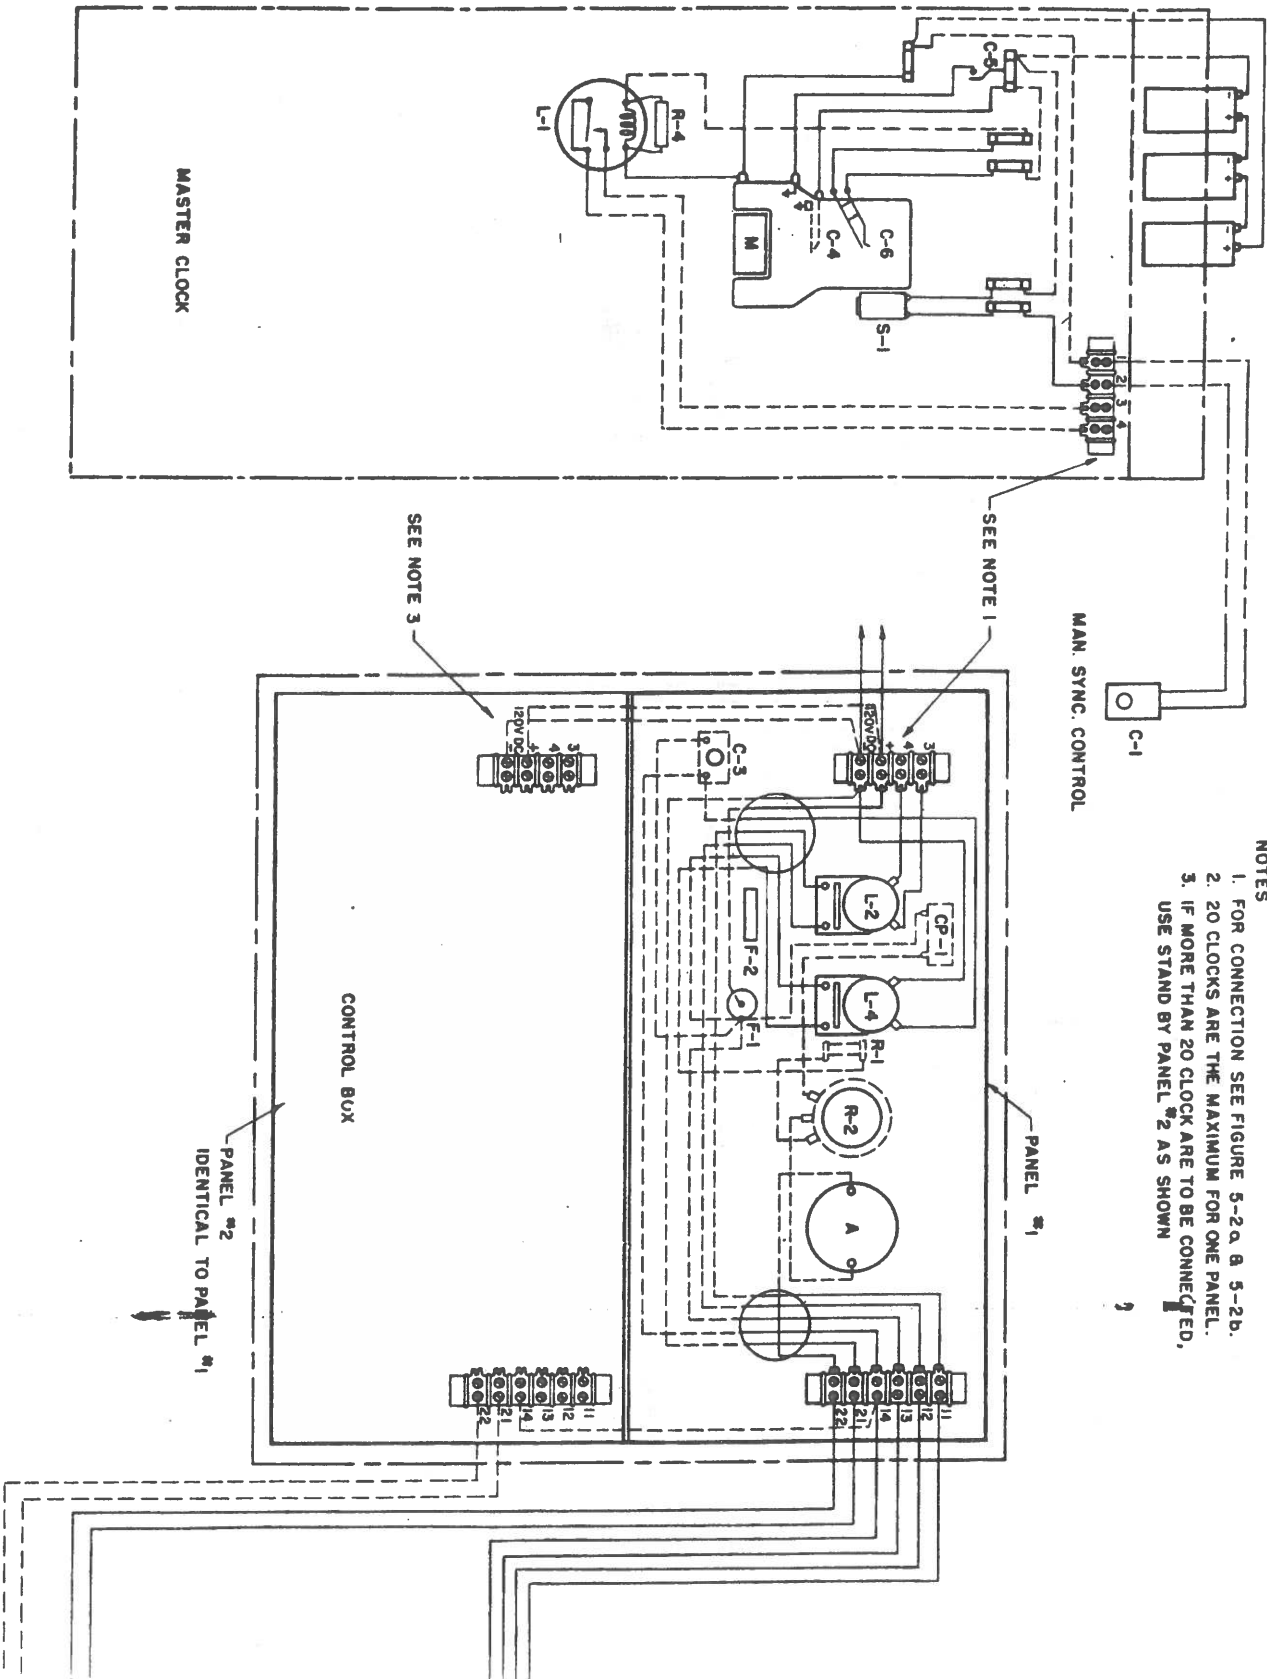 NOTES
1. FOR CONNECTION SEE FIGURE 5-2a & 5-2b.
2. 20 CLOCKS ARE THE MAXIMUM FOR ONE PANEL.
3. IF MORE THAN 20 CLOCK ARE TO BE CONNECTED,
USE STAND BY PANEL #2 AS SHOWN
C-1
MAN. SYNC. CONTROL
1
2
3
4
C-5
R-4
L-1
C-6
C-4
M
S-1
MASTER CLOCK
SEE NOTE 1
SEE NOTE 3
PANEL #1
3
4
+
-
120V DC
C-3
L-2
CP-1
F-2
L-4
F-1
R-1
R-2
A
11
12
13
14
21
22
3
4
+
-
120V DC
CONTROL BOX
11
12
13
14
21
22
PANEL #2
IDENTICAL TO PANEL #1